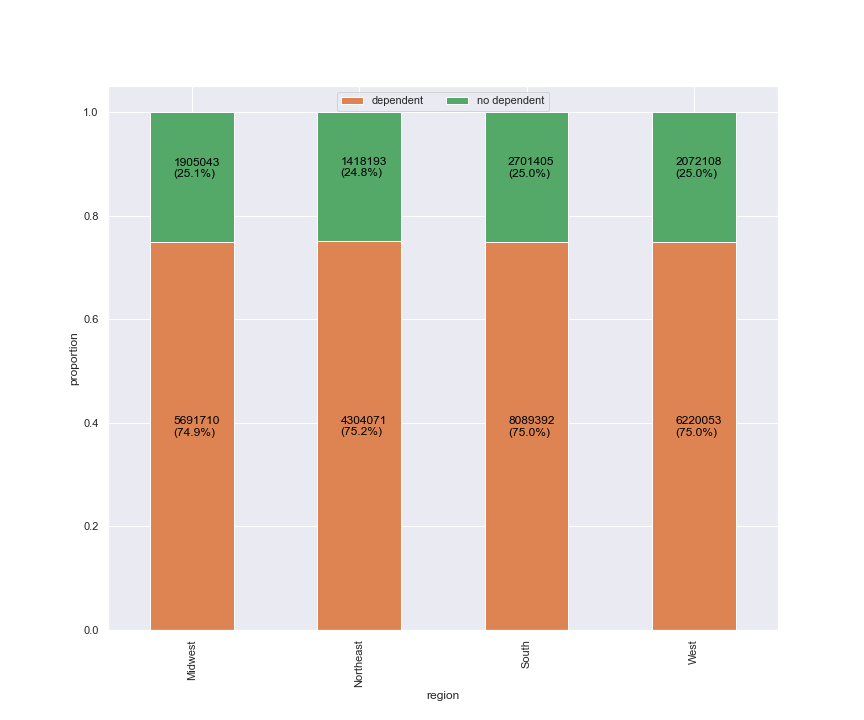 dependent no dependent
1.0
1905043 1418193 2701405 2072108
(25.1%) (24.8%) (25.0%) (25.0%)
0.8
0.6
proportion
5691710 4304071 8089392 6220053
(74.9%) (75.2%) (75.0%) (75.0%)
0.4
0.2
0.0
Midwest Northeast South West
region